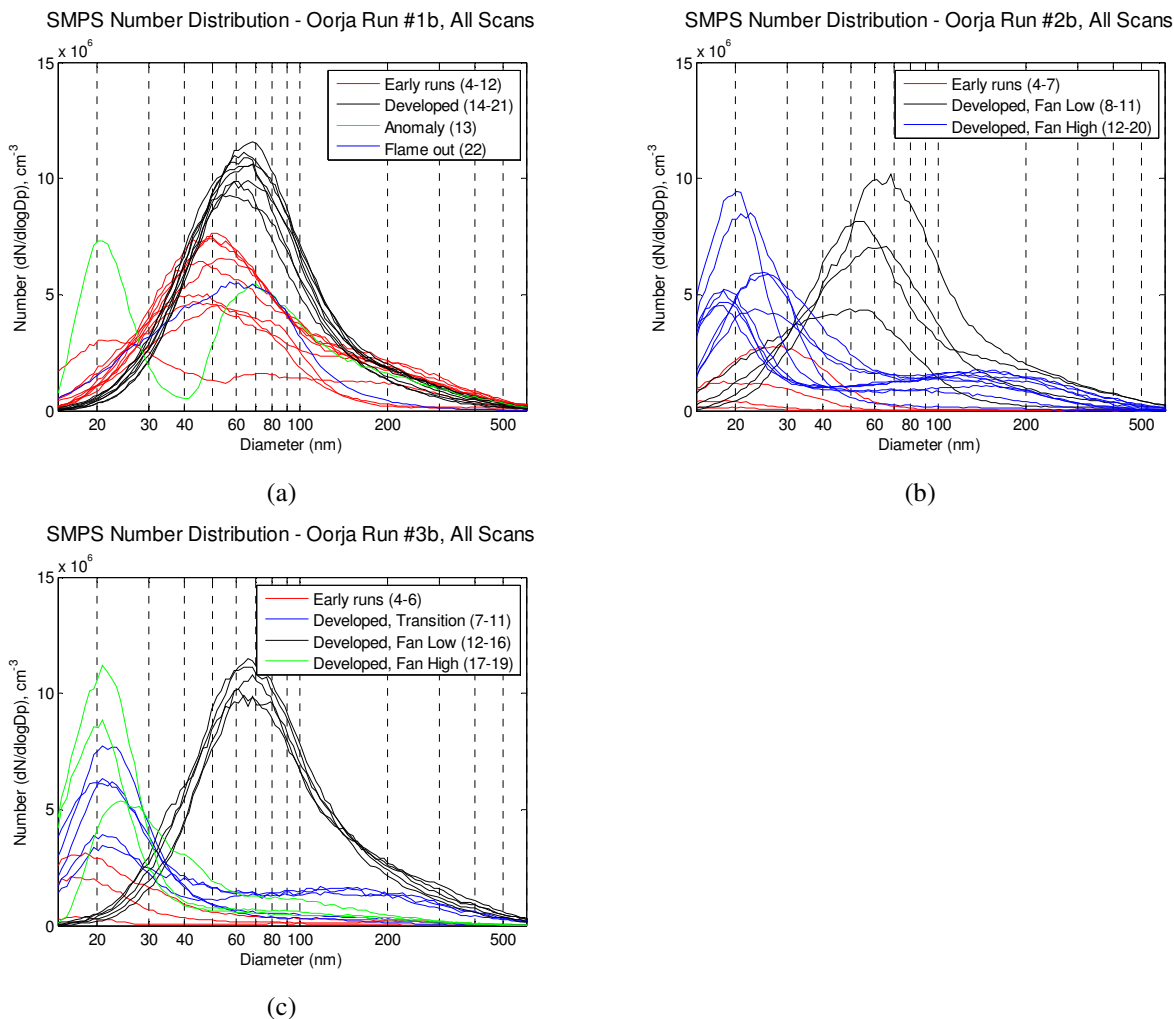 SMPS Number Distribution - Oorja Run #1b, All Scans
x 10^6
15
10
5
0
Number (dN/dlogDp), cm^-3
Early runs (4-12)
Developed (14-21)
Anomaly (13)
Flame out (22)
20 30 40 60 80 100 200 500
Diameter (nm)
(a)
SMPS Number Distribution - Oorja Run #2b, All Scans
x 10^6
15
10
5
0
Number (dN/dlogDp), cm^-3
Early runs (4-7)
Developed, Fan Low (8-11)
Developed, Fan High (12-20)
20 30 40 60 80 100 200 500
Diameter (nm)
(b)
SMPS Number Distribution - Oorja Run #3b, All Scans
x 10^6
15
10
5
0
Number (dN/dlogDp), cm^-3
Early runs (4-6)
Developed, Transition (7-11)
Developed, Fan Low (12-16)
Developed, Fan High (17-19)
20 30 40 60 80 100 200 500
Diameter (nm)
(c)